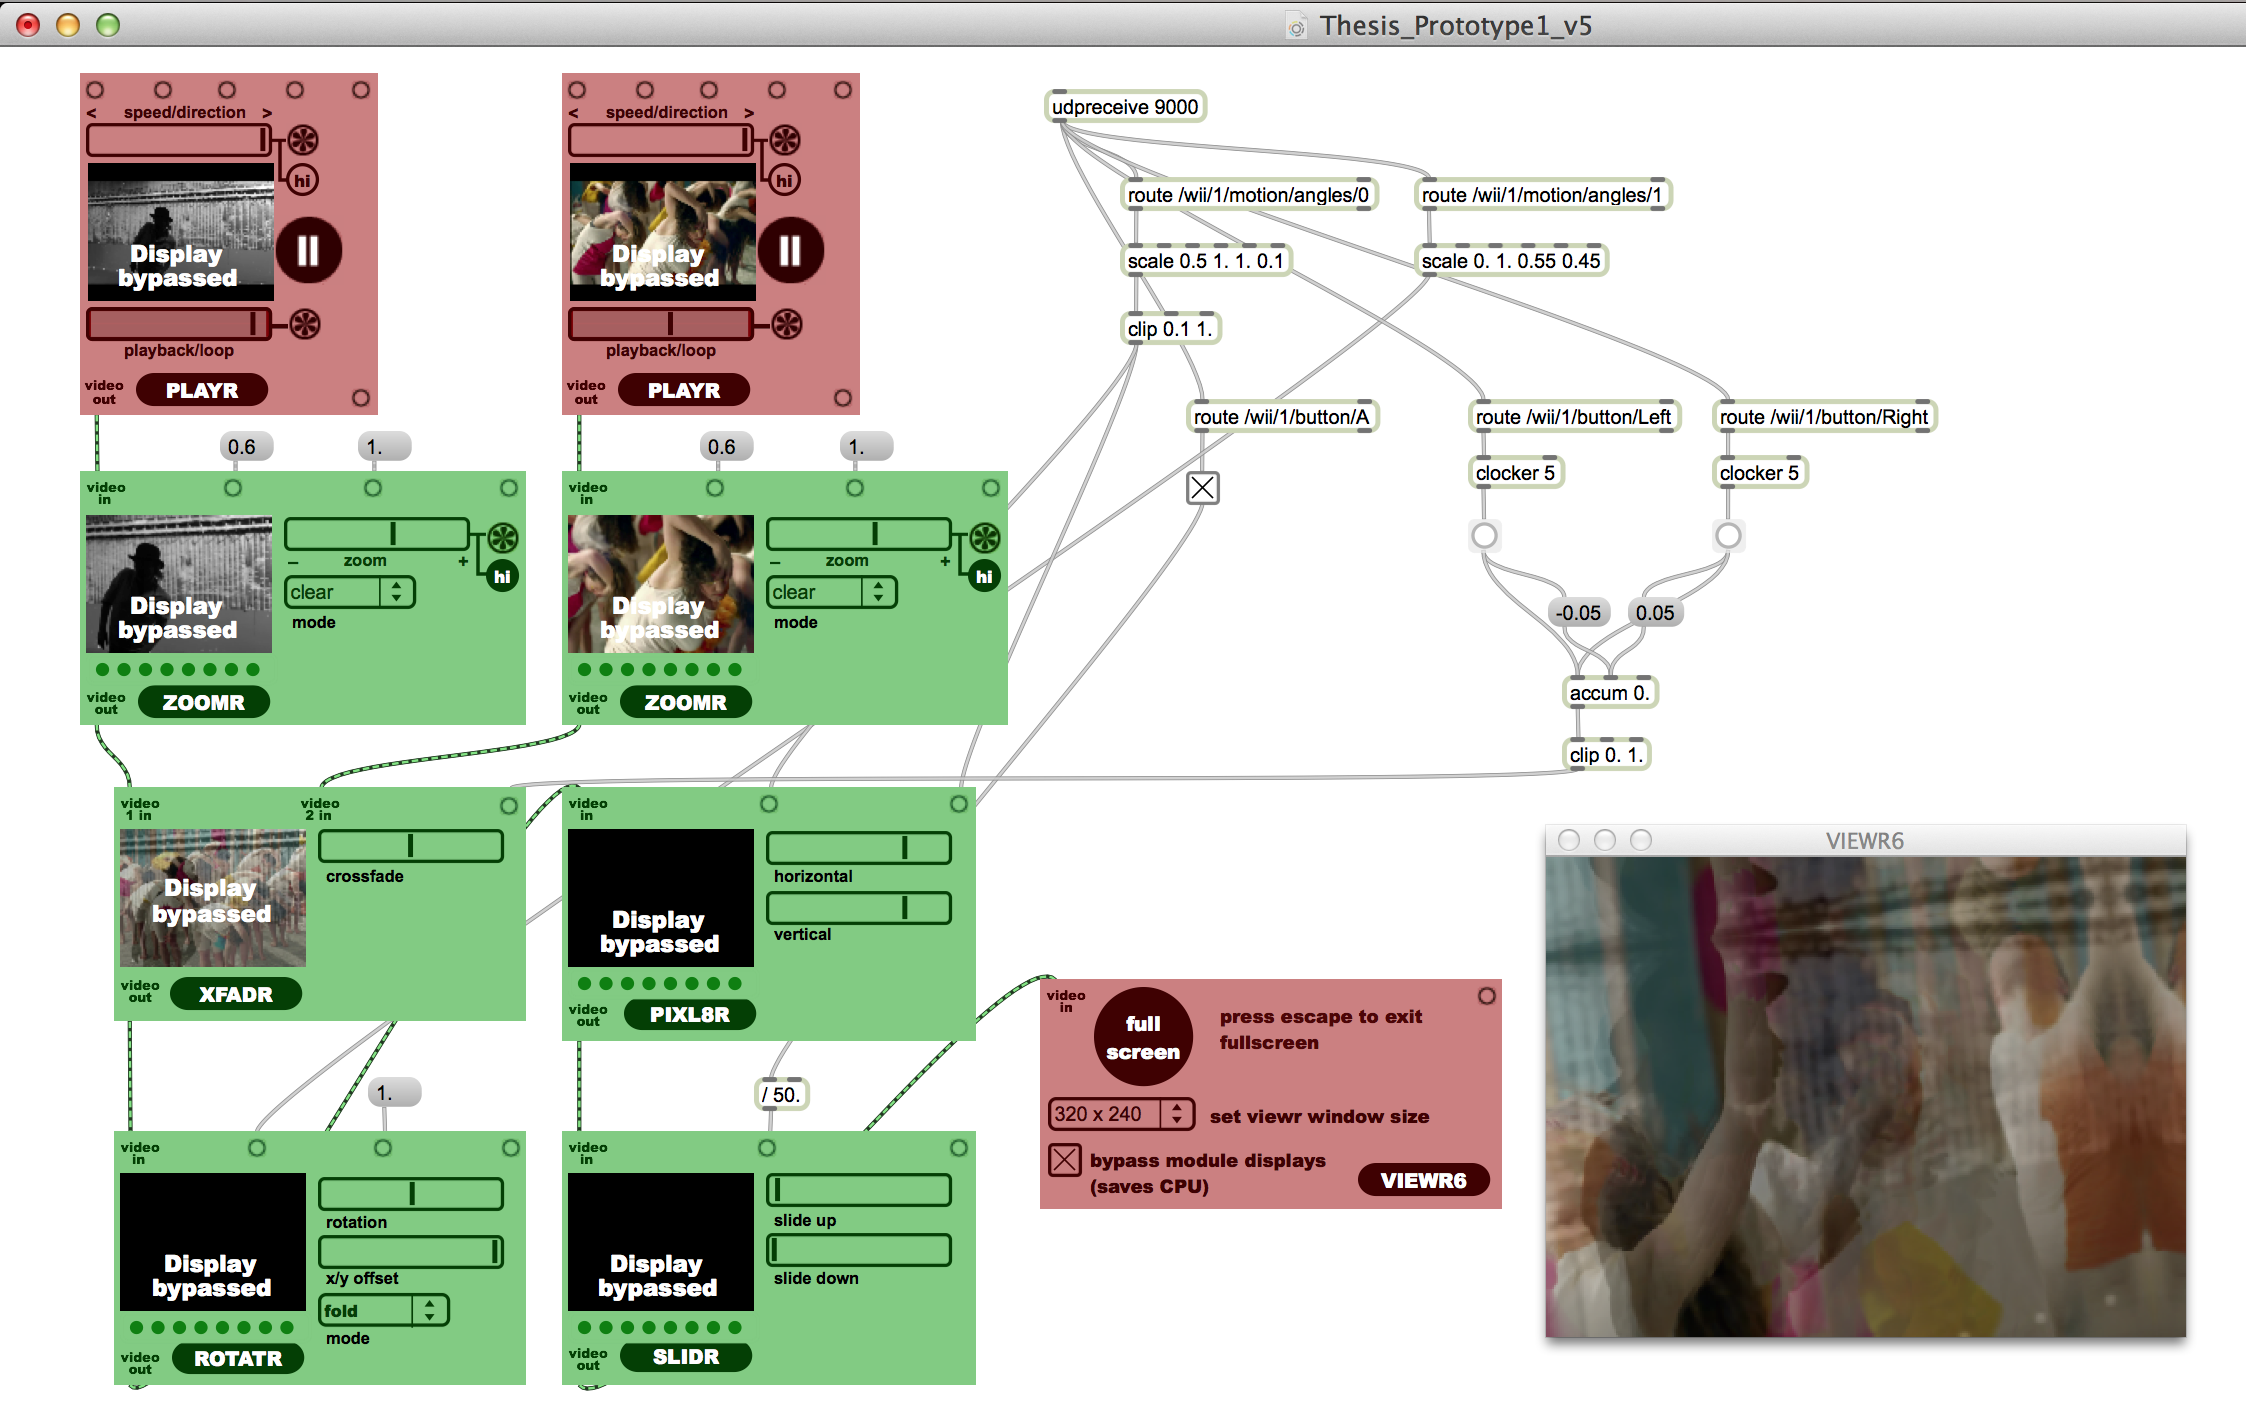 Thesis_Prototype1_v5
< speed/direction >
hi
Display
bypassed
playback/loop
video
out
PLAYR
< speed/direction >
hi
Display
bypassed
playback/loop
video
out
PLAYR
0.6
1.
0.6
1.
video
in
Display
bypassed
– zoom +
hi
clear
mode
video
out
ZOOMR
video
in
Display
bypassed
– zoom +
hi
clear
mode
video
out
ZOOMR
video
1 in
video
2 in
Display
bypassed
crossfade
video
out
XFADR
video
in
Display
bypassed
horizontal
vertical
video
out
PIXL8R
1.
/ 50.
video
in
Display
bypassed
rotation
x/y offset
fold
mode
video
out
ROTATR
video
in
Display
bypassed
slide up
slide down
video
out
SLIDR
udpreceive 9000
route /wii/1/motion/angles/0
route /wii/1/motion/angles/1
scale 0.5 1. 1. 0.1
scale 0. 1. 0.55 0.45
clip 0.1 1.
route /wii/1/button/A
route /wii/1/button/Left
route /wii/1/button/Right
clocker 5
clocker 5
-0.05
0.05
accum 0.
clip 0. 1.
video
in
full
screen
press escape to exit
fullscreen
320 x 240
set viewr window size
bypass module displays
(saves CPU)
VIEWR6
VIEWR6